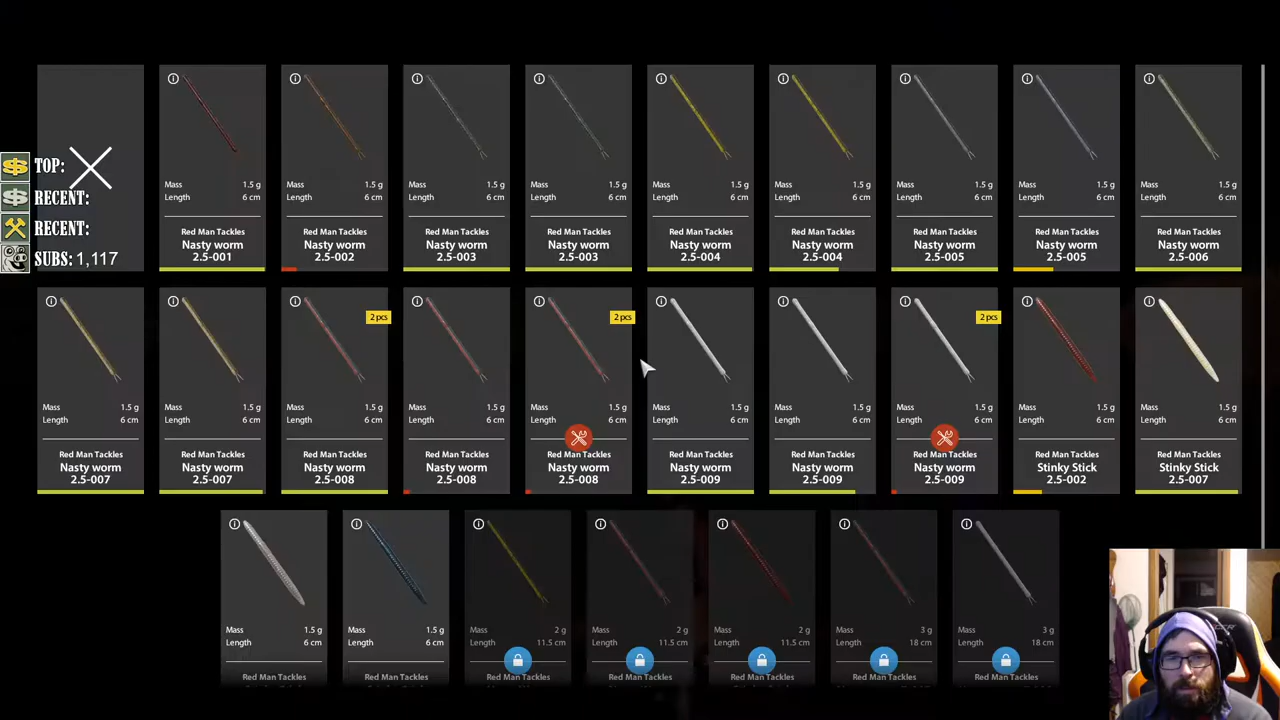 TOP:
RECENT:
RECENT:
SUBS: 1,117
Mass 1.5 g
Length 6 cm
Red Man Tackles
Nasty worm
2.5-001
Mass 1.5 g
Length 6 cm
Red Man Tackles
Nasty worm
2.5-002
Mass 1.5 g
Length 6 cm
Red Man Tackles
Nasty worm
2.5-003
Mass 1.5 g
Length 6 cm
Red Man Tackles
Nasty worm
2.5-003
Mass 1.5 g
Length 6 cm
Red Man Tackles
Nasty worm
2.5-004
Mass 1.5 g
Length 6 cm
Red Man Tackles
Nasty worm
2.5-004
Mass 1.5 g
Length 6 cm
Red Man Tackles
Nasty worm
2.5-005
Mass 1.5 g
Length 6 cm
Red Man Tackles
Nasty worm
2.5-005
Mass 1.5 g
Length 6 cm
Red Man Tackles
Nasty worm
2.5-006
Mass 1.5 g
Length 6 cm
Red Man Tackles
Nasty worm
2.5-007
Mass 1.5 g
Length 6 cm
Red Man Tackles
Nasty worm
2.5-007
2 pcs
Mass 1.5 g
Length 6 cm
Red Man Tackles
Nasty worm
2.5-008
Mass 1.5 g
Length 6 cm
Red Man Tackles
Nasty worm
2.5-008
2 pcs
Mass 1.5 g
Length 6 cm
Red Man Tackles
Nasty worm
2.5-008
Mass 1.5 g
Length 6 cm
Red Man Tackles
Nasty worm
2.5-009
Mass 1.5 g
Length 6 cm
Red Man Tackles
Nasty worm
2.5-009
2 pcs
Mass 1.5 g
Length 6 cm
Red Man Tackles
Nasty worm
2.5-009
Mass 1.5 g
Length 6 cm
Red Man Tackles
Stinky Stick
2.5-002
Mass 1.5 g
Length 6 cm
Red Man Tackles
Stinky Stick
2.5-007
Mass 1.5 g
Length 6 cm
Red Man Tackles
Mass 1.5 g
Length 6 cm
Red Man Tackles
Mass 2 g
Length 11.5 cm
Red Man Tackles
Mass 2 g
Length 11.5 cm
Red Man Tackles
Mass 2 g
Length 11.5 cm
Red Man Tackles
Mass 3 g
Length 18 cm
Red Man Tackles
Mass 3 g
Length 18 cm
Red Man Tackles